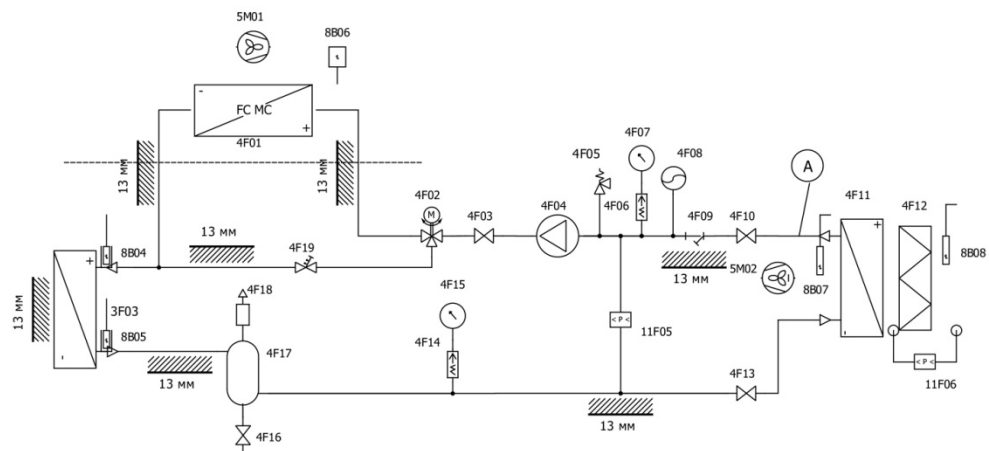 5M01
8B06
- FC MC +
4F01
13 мм
13 мм
4F02
M
4F03
4F04
4F05
4F06
4F07
4F08
4F09
4F10
A
4F11
4F12
8B04
13 мм
4F19
13 мм
5M02
8B07
+
-
8B08
+
-
13 мм
3F03
8B05
4F18
4F17
13 мм
4F15
4F14
< P <
11F05
4F13
< P <
11F06
13 мм
4F16